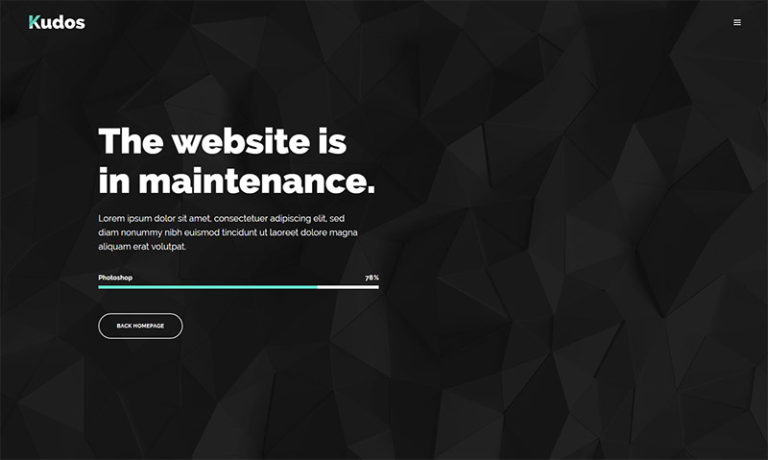 Kudos
The website is
in maintenance.
Lorem ipsum dolor sit amet, consectetuer adipiscing elit, sed
diam nonummy nibh euismod tincidunt ut laoreet dolore magna
aliquam erat volutpat.
Photoshop 78%
BACK HOMEPAGE